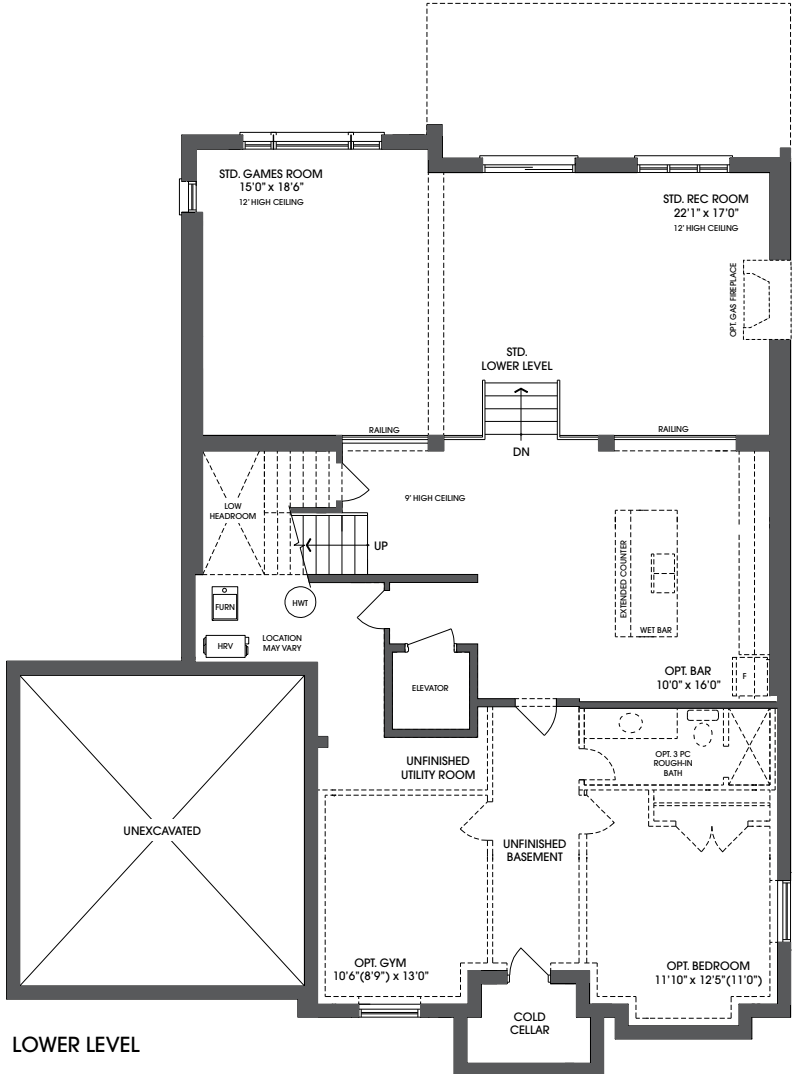 STD. GAMES ROOM
15'0" x 18'6"
12' HIGH CEILING
STD. REC ROOM
22'1" x 17'0"
12' HIGH CEILING
OPT. GAS FIREPLACE
STD.
LOWER LEVEL
RAILING
RAILING
DN
LOW
HEADROOM
9' HIGH CEILING
UP
EXTENDED COUNTER
WET BAR
FURN
HWT
HRV
LOCATION
MAY VARY
ELEVATOR
OPT. BAR
10'0" x 16'0"
F
UNFINISHED
UTILITY ROOM
OPT. 3 PC
ROUGH-IN
BATH
UNEXCAVATED
UNFINISHED
BASEMENT
OPT. GYM
10'6"(8'9") x 13'0"
OPT. BEDROOM
11'10" x 12'5"(11'0")
COLD
CELLAR
LOWER LEVEL